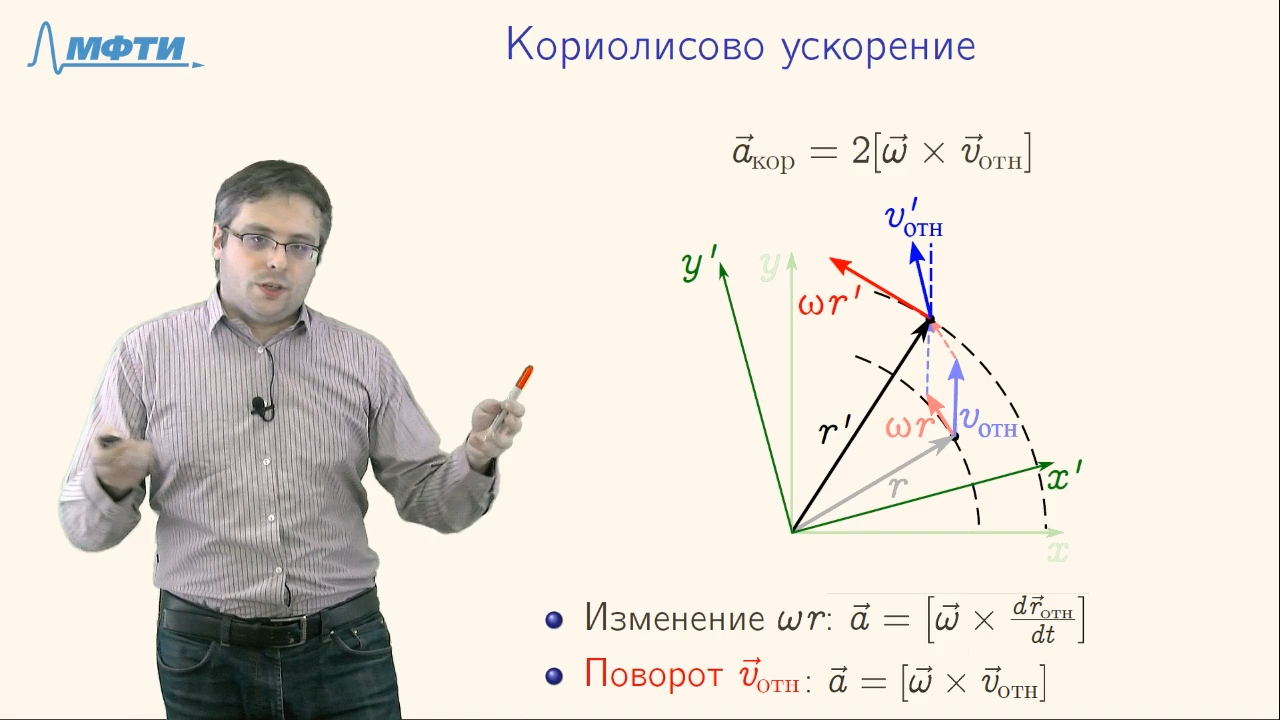 МФТИ
Кориолисово ускорение
a⃗кор = 2[ω⃗ × v⃗отн]
v′отн
y′ y
ωr′
r′ ωr vотн
r x′
x
Изменение ωr: a⃗ = [ω⃗ × dr⃗отн/dt]
Поворот v⃗отн: a⃗ = [ω⃗ × v⃗отн]